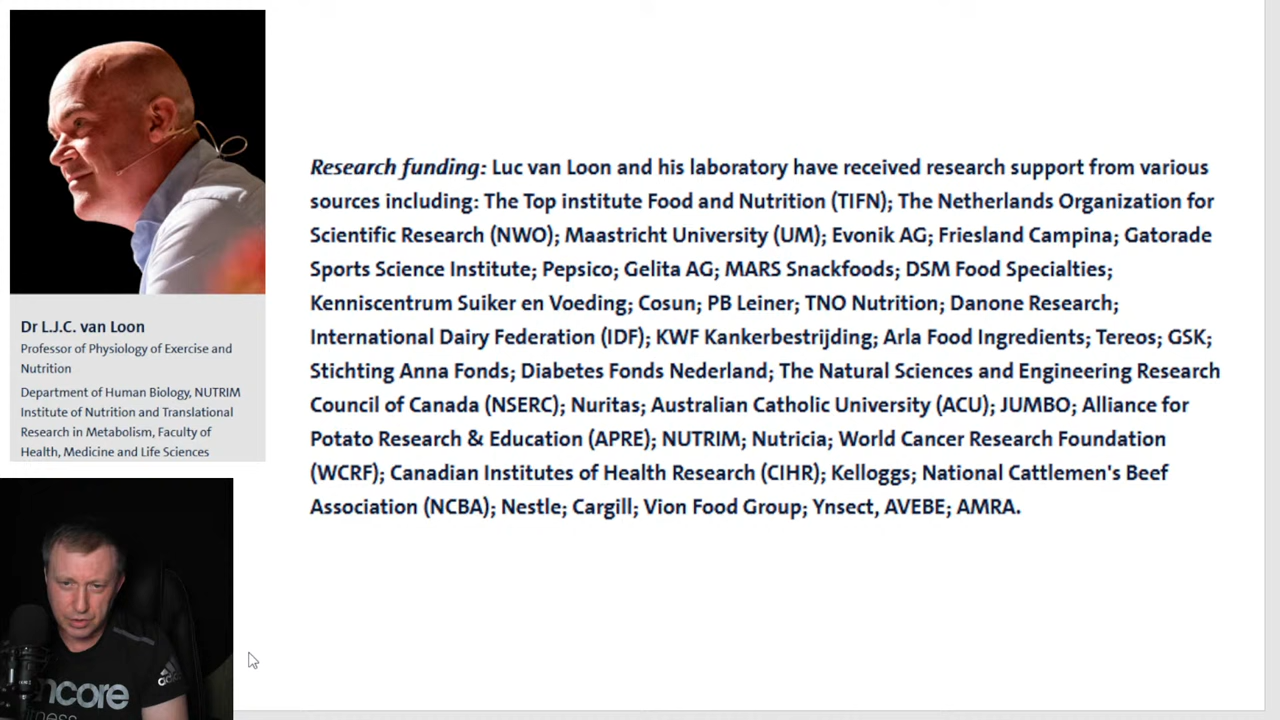 Research funding: Luc van Loon and his laboratory have received research support from various
sources including: The Top institute Food and Nutrition (TIFN); The Netherlands Organization for
Scientific Research (NWO); Maastricht University (UM); Evonik AG; Friesland Campina; Gatorade
Sports Science Institute; Pepsico; Gelita AG; MARS Snackfoods; DSM Food Specialties;
Kenniscentrum Suiker en Voeding; Cosun; PB Leiner; TNO Nutrition; Danone Research;
International Dairy Federation (IDF); KWF Kankerbestrijding; Arla Food Ingredients; Tereos; GSK;
Stichting Anna Fonds; Diabetes Fonds Nederland; The Natural Sciences and Engineering Research
Council of Canada (NSERC); Nuritas; Australian Catholic University (ACU); JUMBO; Alliance for
Potato Research & Education (APRE); NUTRIM; Nutricia; World Cancer Research Foundation
(WCRF); Canadian Institutes of Health Research (CIHR); Kelloggs; National Cattlemen's Beef
Association (NCBA); Nestle; Cargill; Vion Food Group; Ynsect, AVEBE; AMRA.
Dr L.J.C. van Loon
Professor of Physiology of Exercise and
Nutrition
Department of Human Biology, NUTRIM
Institute of Nutrition and Translational
Research in Metabolism, Faculty of
Health, Medicine and Life Sciences
adidas